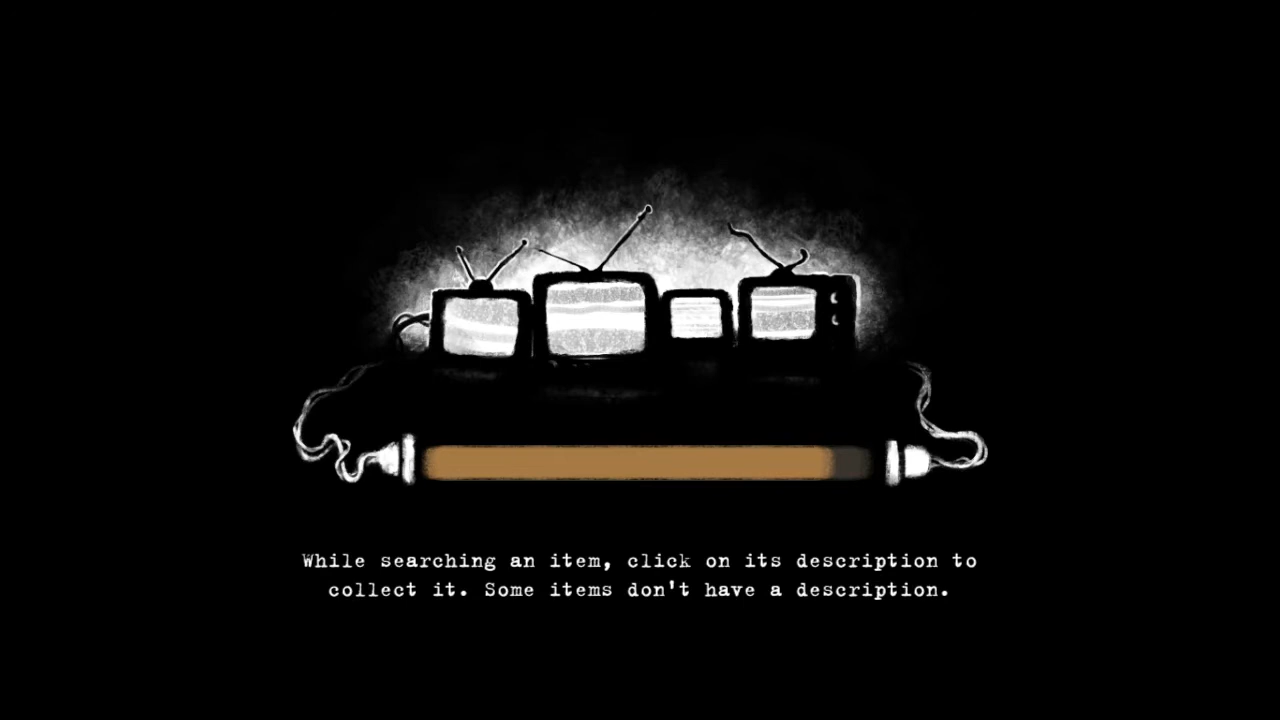 While searching an item, click on its description to
collect it. Some items don't have a description.